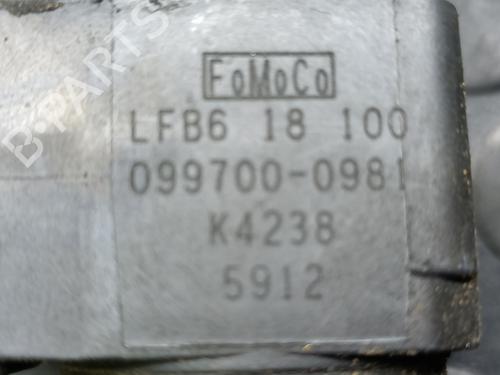 B-PARTS
FoMoCo
LFB6 18 100
099700-0981
K4238
5912